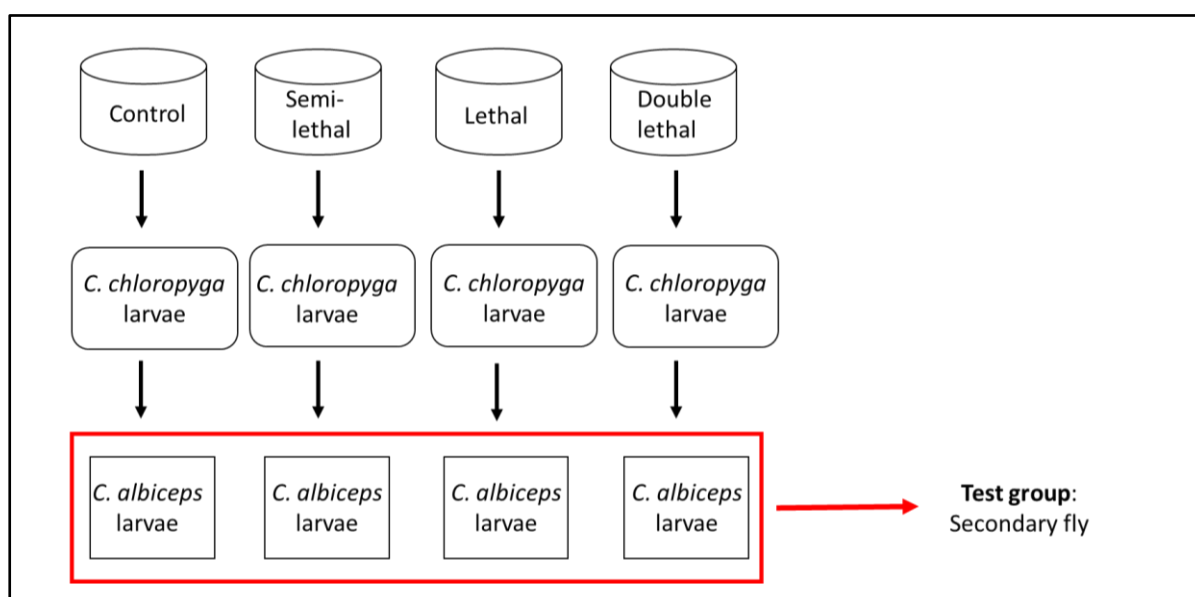 Control
Semi-
lethal
Lethal
Double
lethal
C. chloropyga
larvae
C. chloropyga
larvae
C. chloropyga
larvae
C. chloropyga
larvae
C. albiceps
larvae
C. albiceps
larvae
C. albiceps
larvae
C. albiceps
larvae
Test group:
Secondary fly